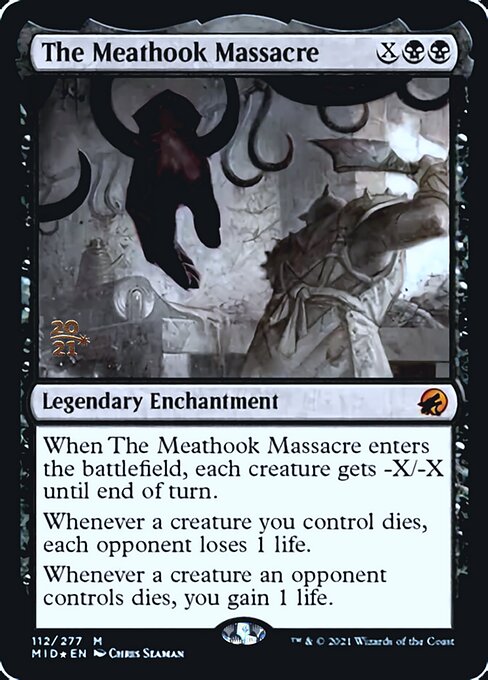 The Meathook Massacre X
20
21
Legendary Enchantment
When The Meathook Massacre enters
the battlefield, each creature gets -X/-X
until end of turn.
Whenever a creature you control dies,
each opponent loses 1 life.
Whenever a creature an opponent
controls dies, you gain 1 life.
112/277 M
MID★EN Chris Seaman
™ & © 2021 Wizards of the Coast